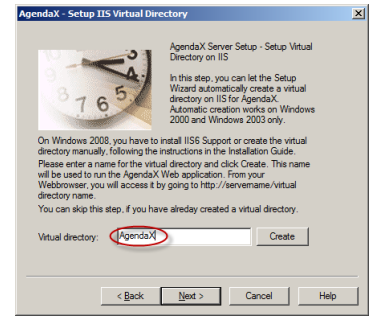 AgendaX - Setup IIS Virtual Directory
AgendaX Server Setup - Setup Virtual
Directory on IIS
In this step, you can let the Setup
Wizard automatically create a virtual
directory on IIS for AgendaX.
Automatic creation works on Windows
2000 and Windows 2003 only.
5
7 6
8
On Windows 2008, you have to install IIS6 Support or create the virtual
directory manually, following the instructions in the Installation Guide.
Please enter a name for the virtual directory and click Create. This name
will be used to run the AgendaX Web application. From your
Webbrowser, you will access it by going to http://servername/virtual
directory name.
You can skip this step, if you have alreday created a virtual directory.
Virtual directory:
AgendaX
Create
< Back
Next >
Cancel
Help